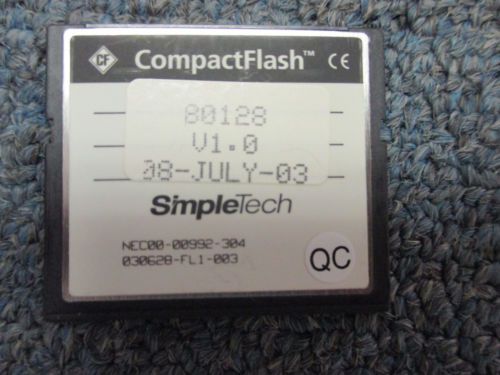 CF CompactFlash™ CE
80128
V1.0
08-JULY-03
SimpleTech
NEC00-00992-304
030628-FL1-003
QC